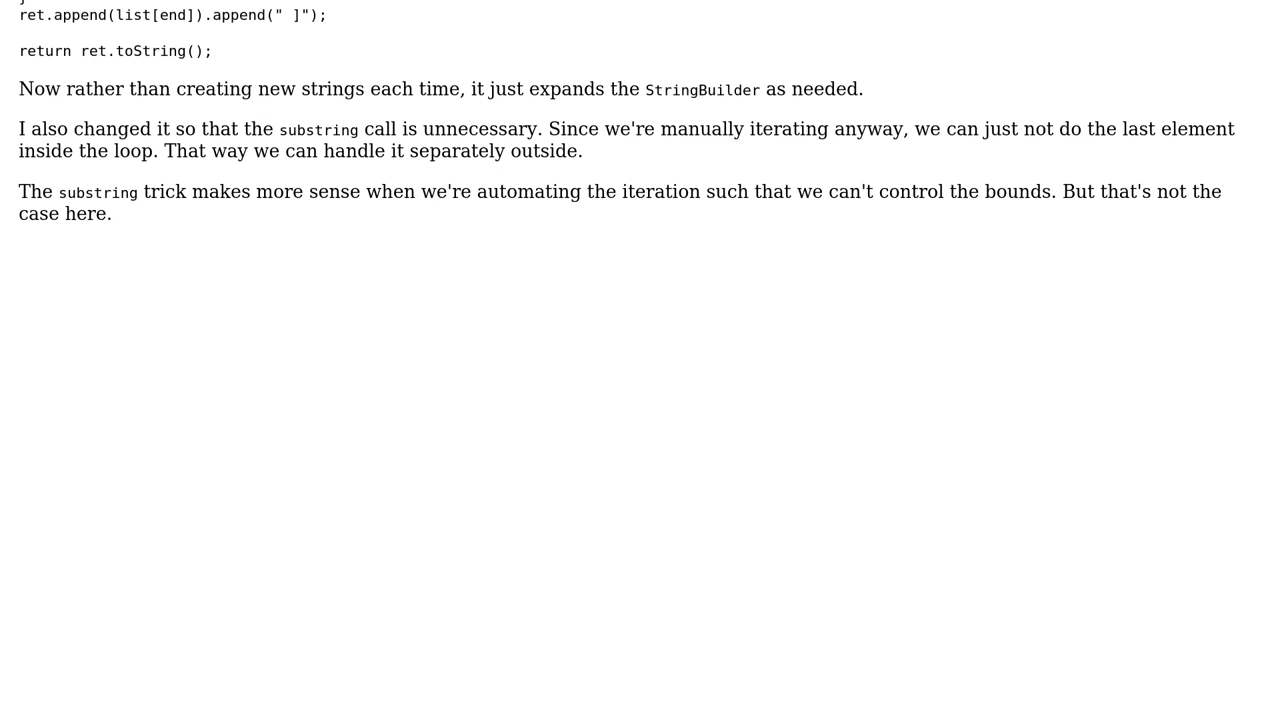 }
ret.append(list[end]).append(" ]");
return ret.toString();
Now rather than creating new strings each time, it just expands the StringBuilder as needed.
I also changed it so that the substring call is unnecessary. Since we're manually iterating anyway, we can just not do the last element
inside the loop. That way we can handle it separately outside.
The substring trick makes more sense when we're automating the iteration such that we can't control the bounds. But that's not the
case here.